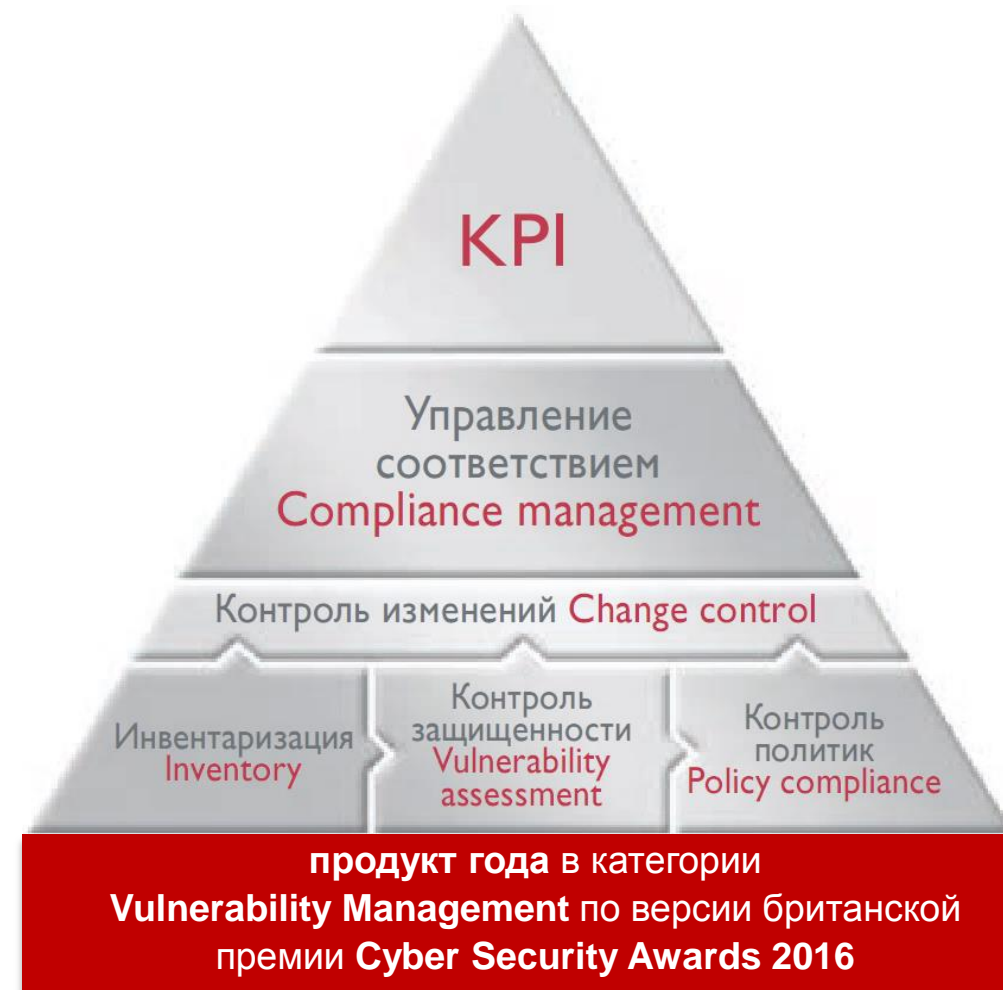 KPI
Управление
соответствием
Compliance management
Контроль изменений Change control
Инвентаризация
Inventory
Контроль
защищенности
Vulnerability
assessment
Контроль
политик
Policy compliance
продукт года в категории
Vulnerability Management по версии британской
премии Cyber Security Awards 2016